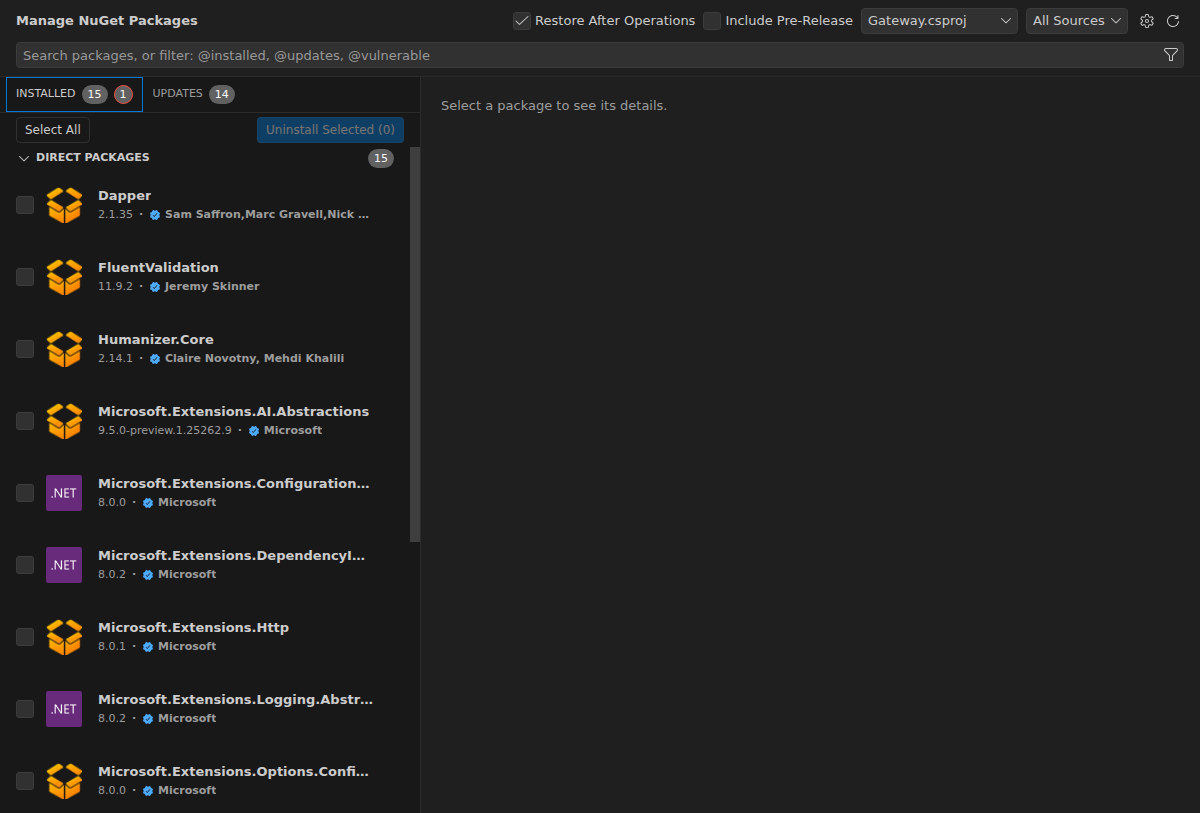 Manage NuGet Packages
Restore After Operations
Include Pre-Release
Gateway.csproj
All Sources
Search packages, or filter: @installed, @updates, @vulnerable
INSTALLED 15 1
UPDATES 14
Select All
Uninstall Selected (0)
DIRECT PACKAGES 15
Dapper
2.1.35 · Sam Saffron,Marc Gravell,Nick …
FluentValidation
11.9.2 · Jeremy Skinner
Humanizer.Core
2.14.1 · Claire Novotny, Mehdi Khalili
Microsoft.Extensions.AI.Abstractions
9.5.0-preview.1.25262.9 · Microsoft
.NET
Microsoft.Extensions.Configuration…
8.0.0 · Microsoft
.NET
Microsoft.Extensions.DependencyI…
8.0.2 · Microsoft
Microsoft.Extensions.Http
8.0.1 · Microsoft
.NET
Microsoft.Extensions.Logging.Abstr…
8.0.2 · Microsoft
Microsoft.Extensions.Options.Confi…
8.0.0 · Microsoft
Select a package to see its details.